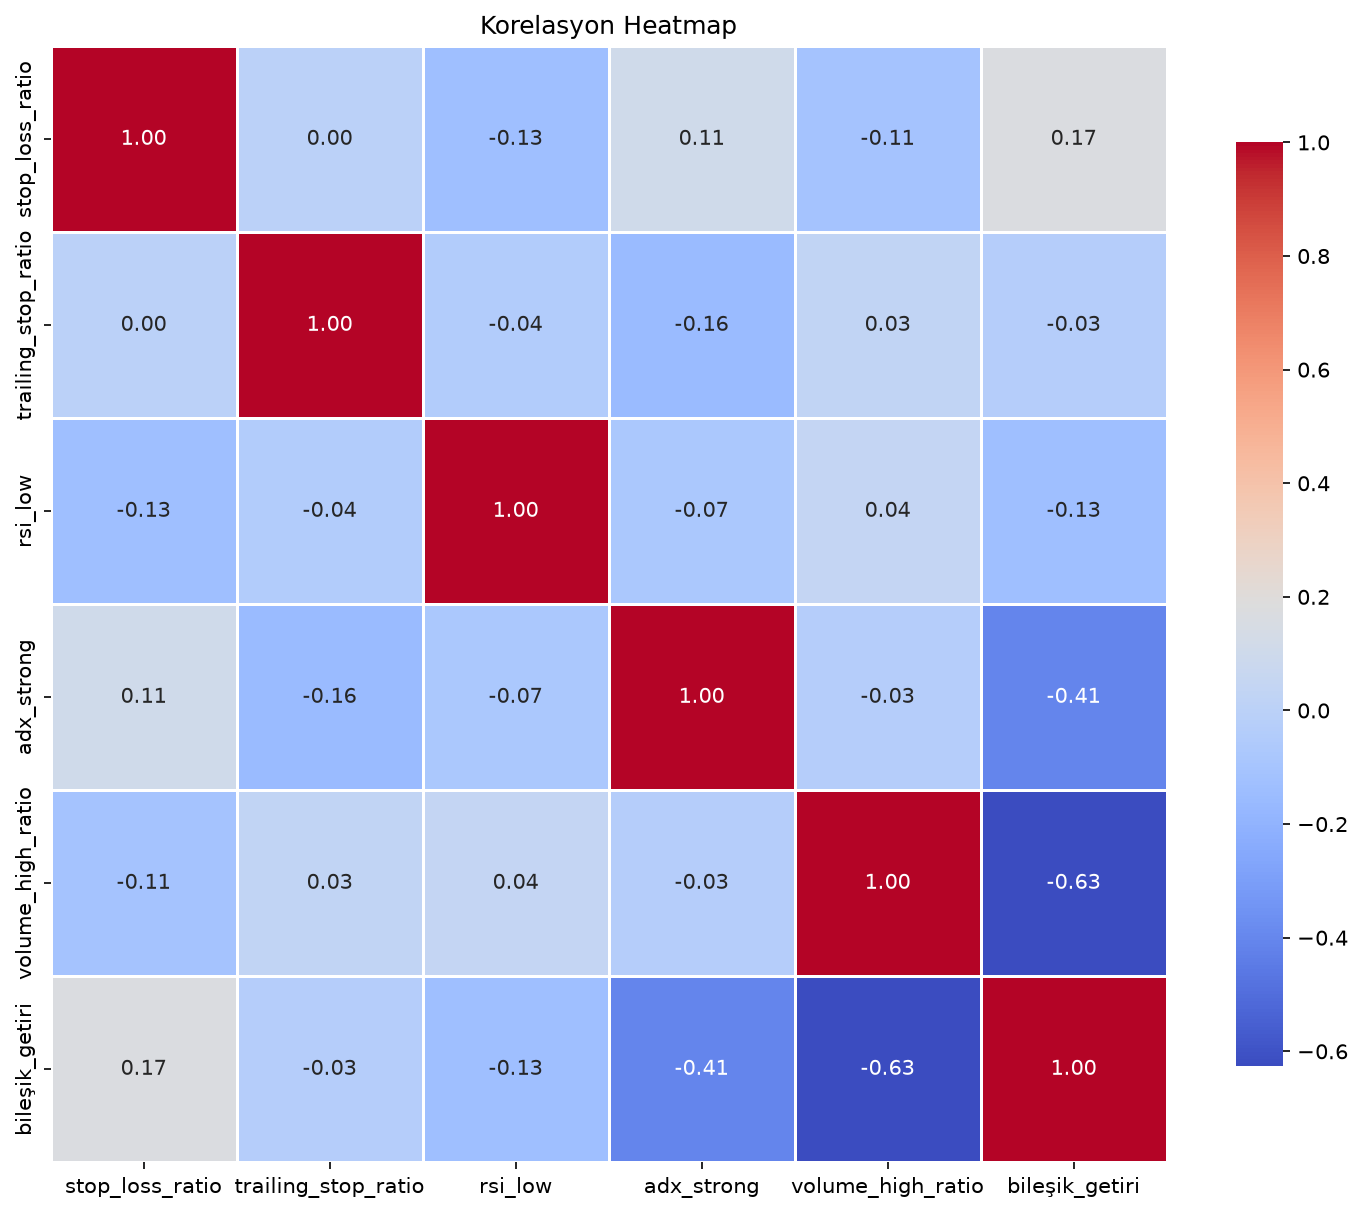 Korelasyon Heatmap
stop_loss_ratio 1.00 0.00 -0.13 0.11 -0.11 0.17
trailing_stop_ratio 0.00 1.00 -0.04 -0.16 0.03 -0.03
rsi_low -0.13 -0.04 1.00 -0.07 0.04 -0.13
adx_strong 0.11 -0.16 -0.07 1.00 -0.03 -0.41
volume_high_ratio -0.11 0.03 0.04 -0.03 1.00 -0.63
bileşik_getiri 0.17 -0.03 -0.13 -0.41 -0.63 1.00
stop_loss_ratio trailing_stop_ratio rsi_low adx_strong volume_high_ratio bileşik_getiri
1.0
0.8
0.6
0.4
0.2
0.0
−0.2
−0.4
−0.6